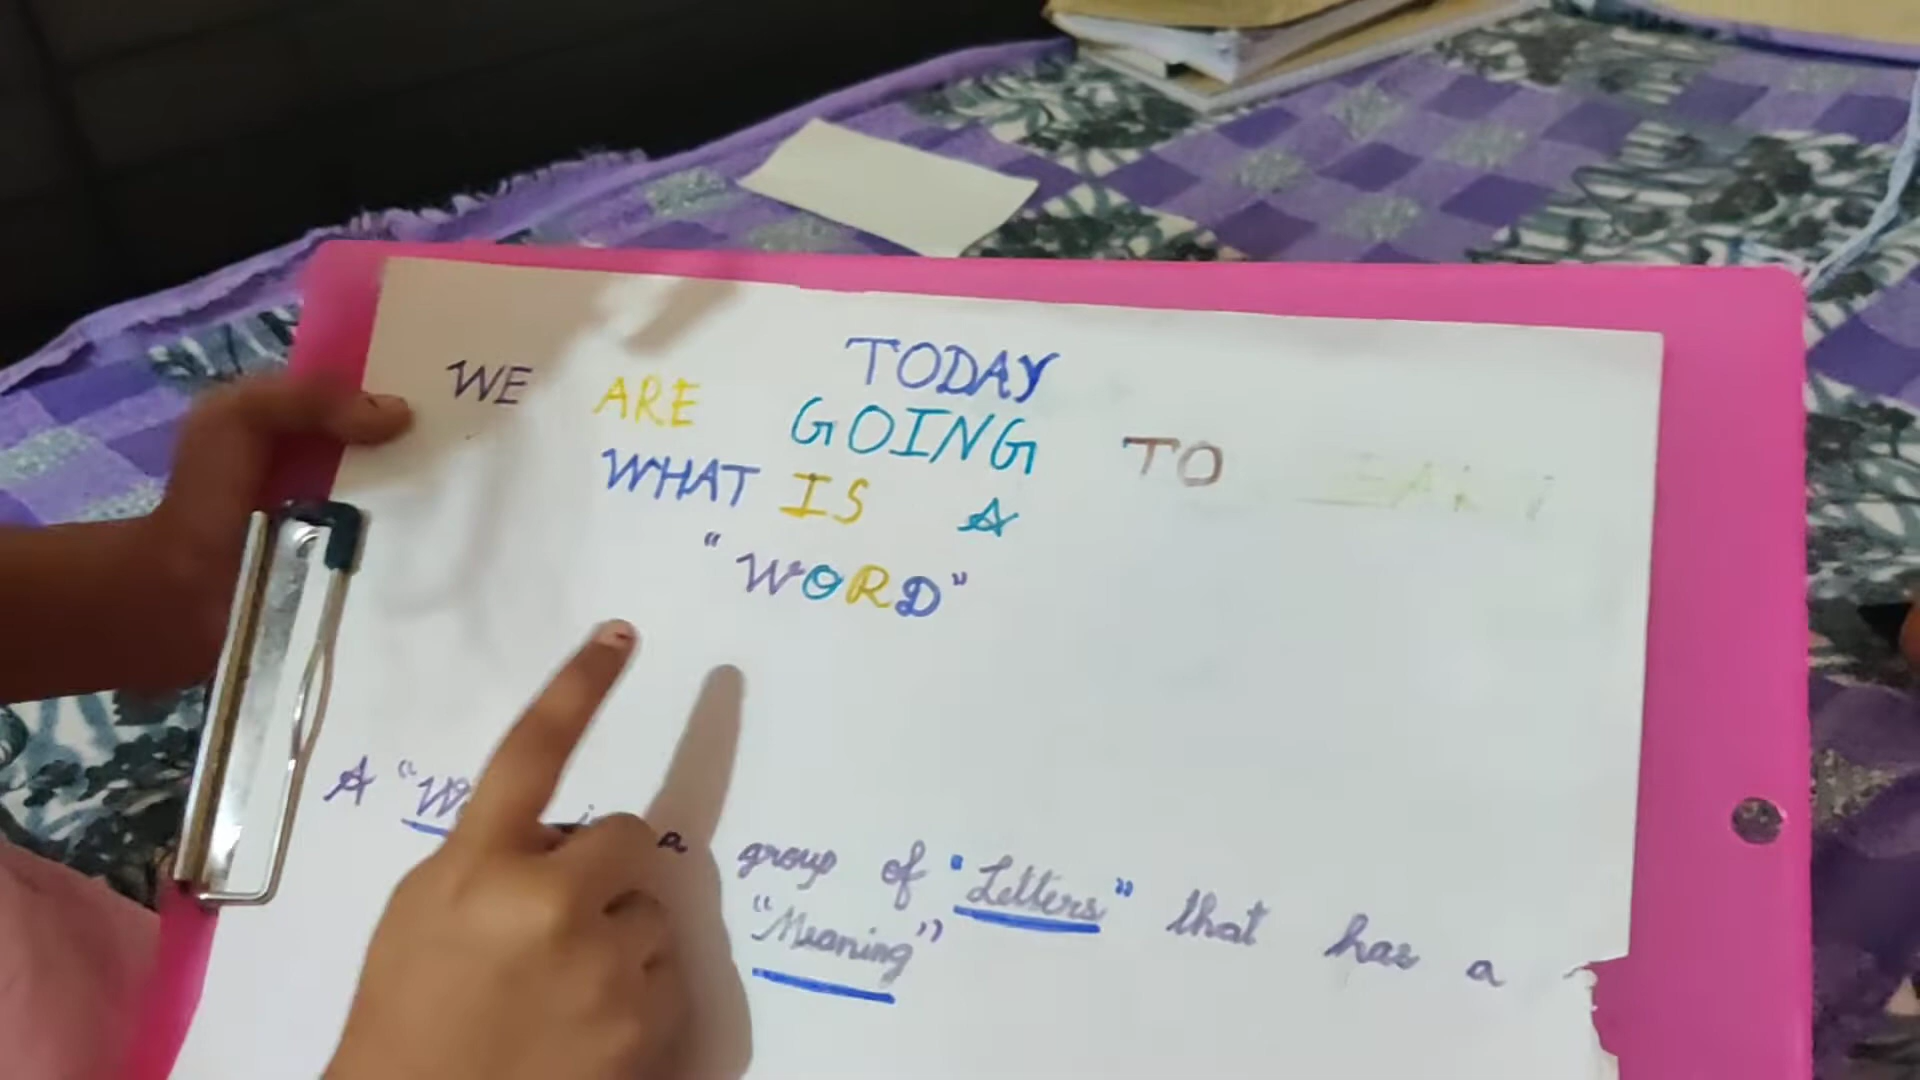 TODAY
WE ARE GOING TO
WHAT IS A
"WORD"
A a group of "Letters" that has a
"Meaning"